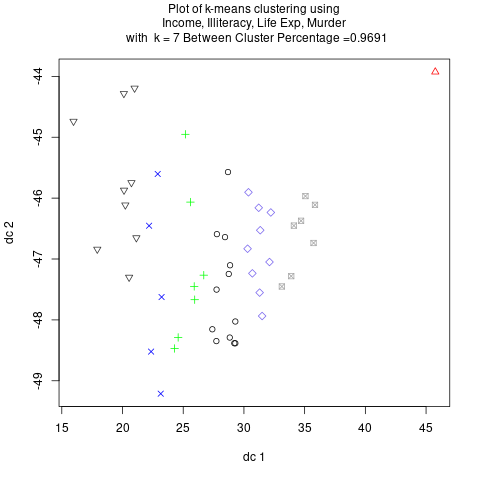 Plot of k-means clustering using
Income, Illiteracy, Life Exp, Murder
with  k = 7 Between Cluster Percentage =0.9691
-44
-45
-46
-47
-48
-49
dc 2
15
20
25
30
35
40
45
dc 1